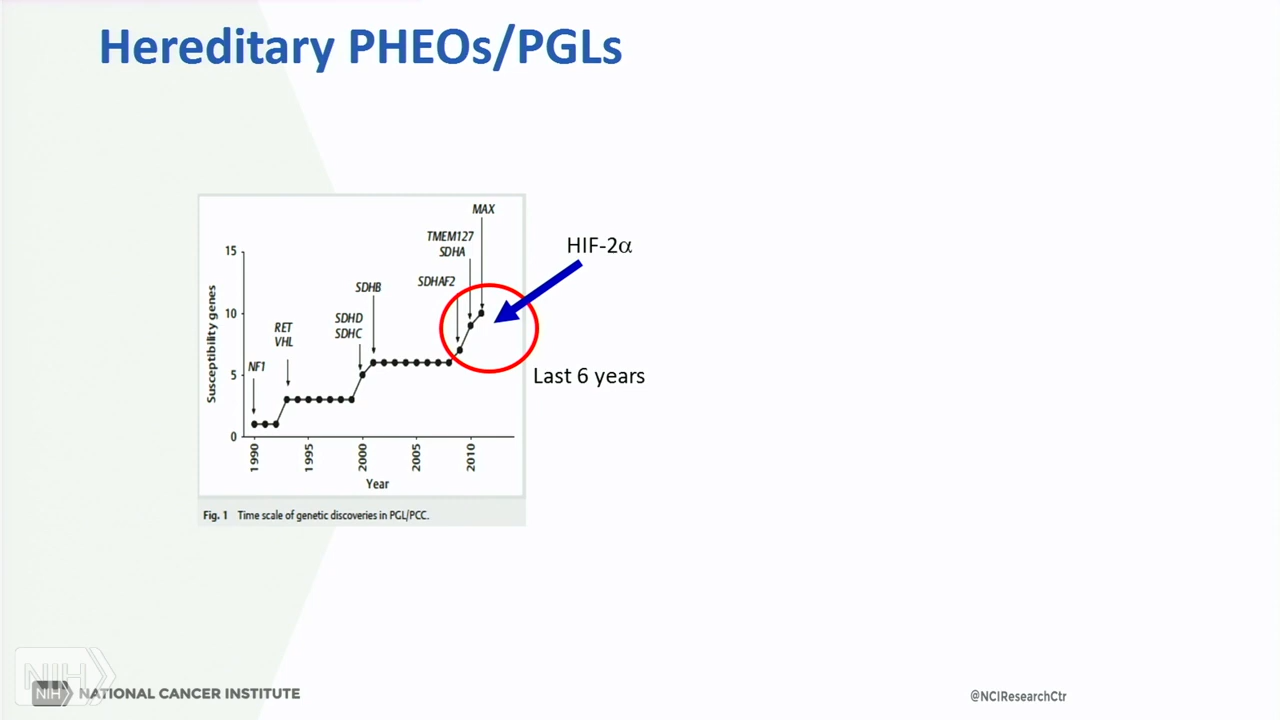 Hereditary PHEOs/PGLs
MAX
TMEM127
SDHA
HIF-2α
15
SDHAF2
SDHB
10
SDHD
SDHC
RET
VHL
NF1
Susceptibility genes
5
Last 6 years
0
1990
1995
2000
2005
2010
Year
Fig. 1 Time scale of genetic discoveries in PGL/PCC.
NIH
NIH NATIONAL CANCER INSTITUTE
@NCIResearchCtr